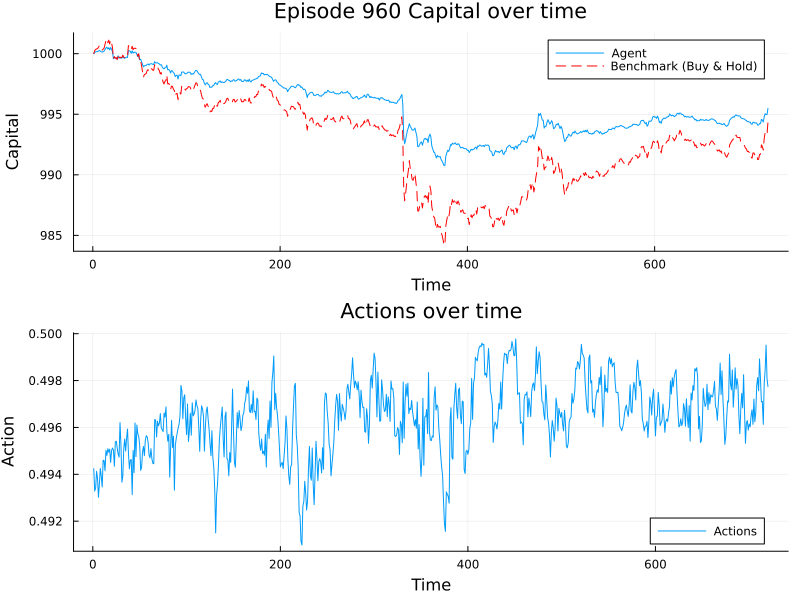 Episode 960 Capital over time
1000
995
990
985
Capital
Agent
Benchmark (Buy & Hold)
0
200
400
600
Time
Actions over time
0.500
0.498
0.496
0.494
0.492
Action
Actions
0
200
400
600
Time